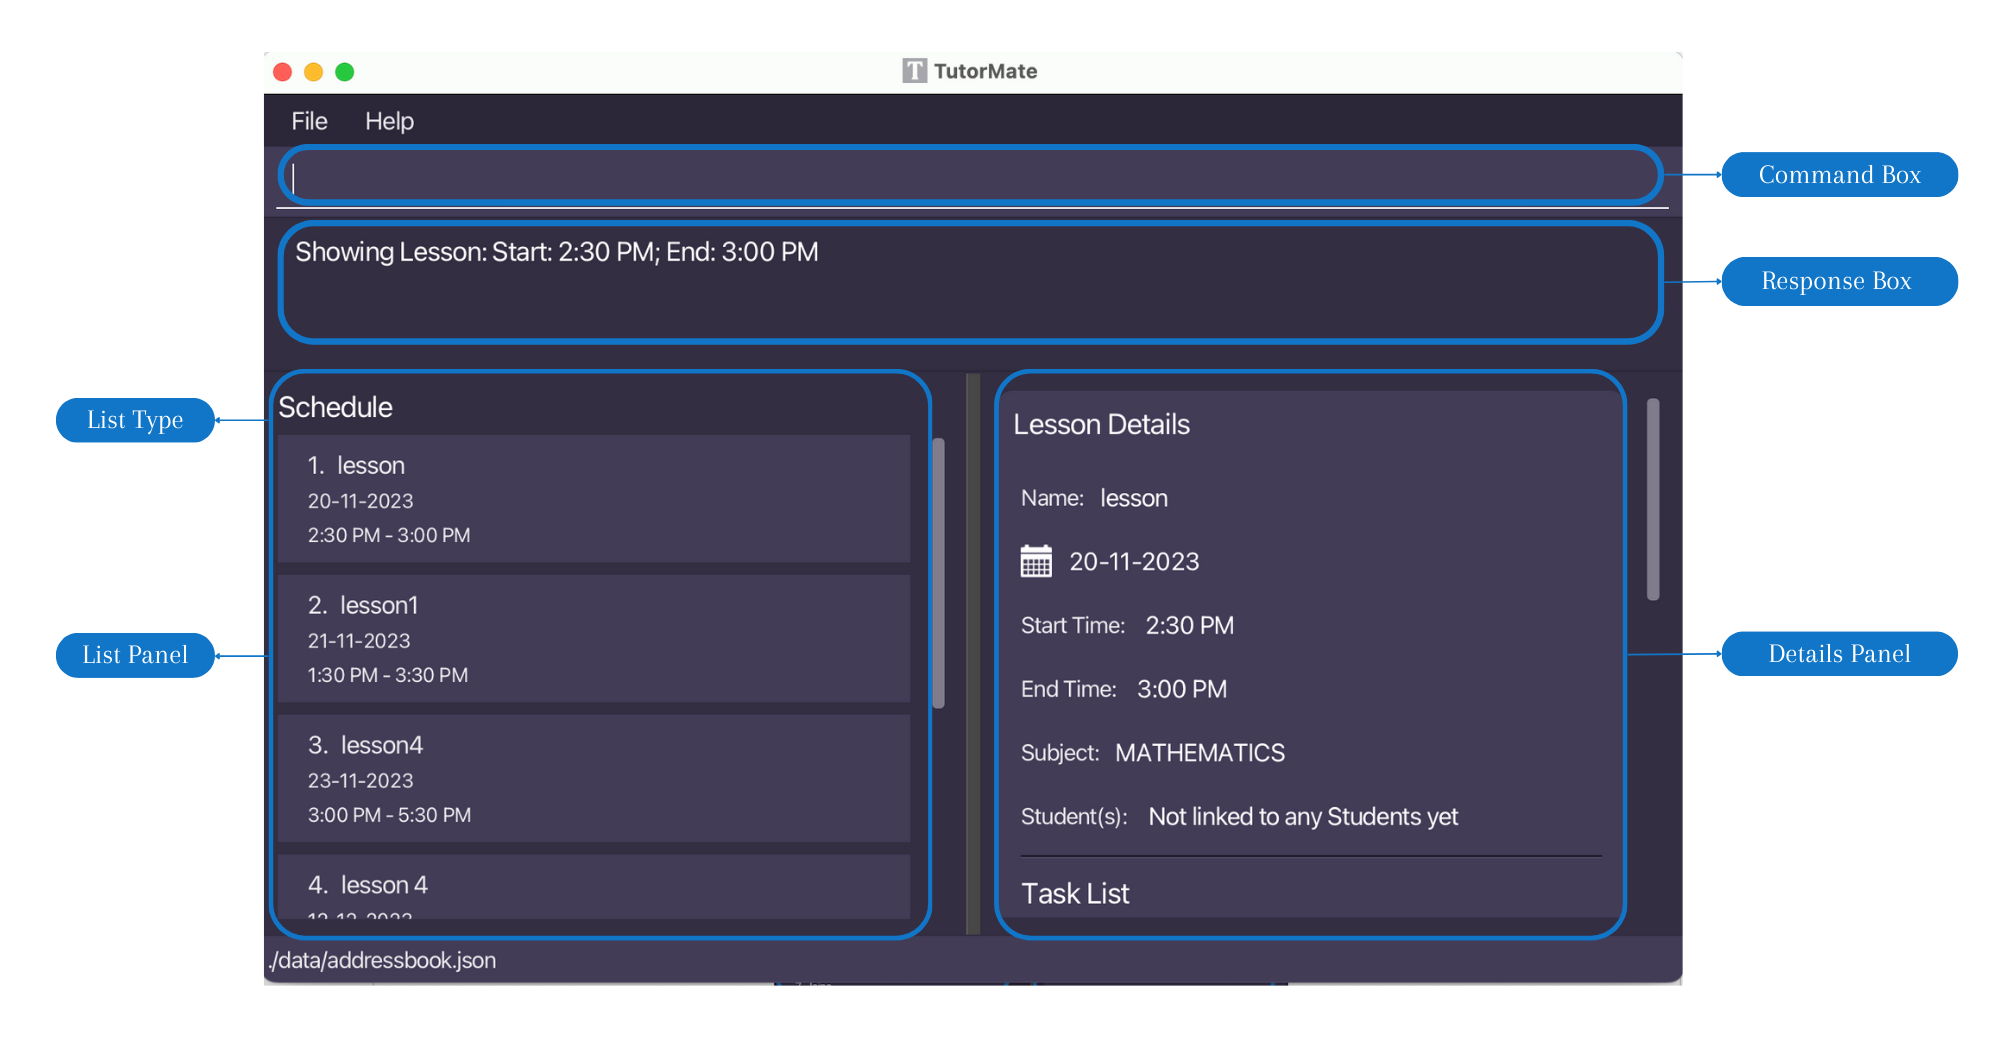 TutorMate
File Help
Command Box
Showing Lesson: Start: 2:30 PM; End: 3:00 PM
Response Box
List Type
Schedule
1. lesson
20-11-2023
2:30 PM - 3:00 PM
2. lesson1
21-11-2023
1:30 PM - 3:30 PM
List Panel
3. lesson4
23-11-2023
3:00 PM - 5:30 PM
4. lesson 4
12-12-2023
Lesson Details
Name: lesson
20-11-2023
Start Time: 2:30 PM
End Time: 3:00 PM
Details Panel
Subject: MATHEMATICS
Student(s): Not linked to any Students yet
Task List
./data/addressbook.json